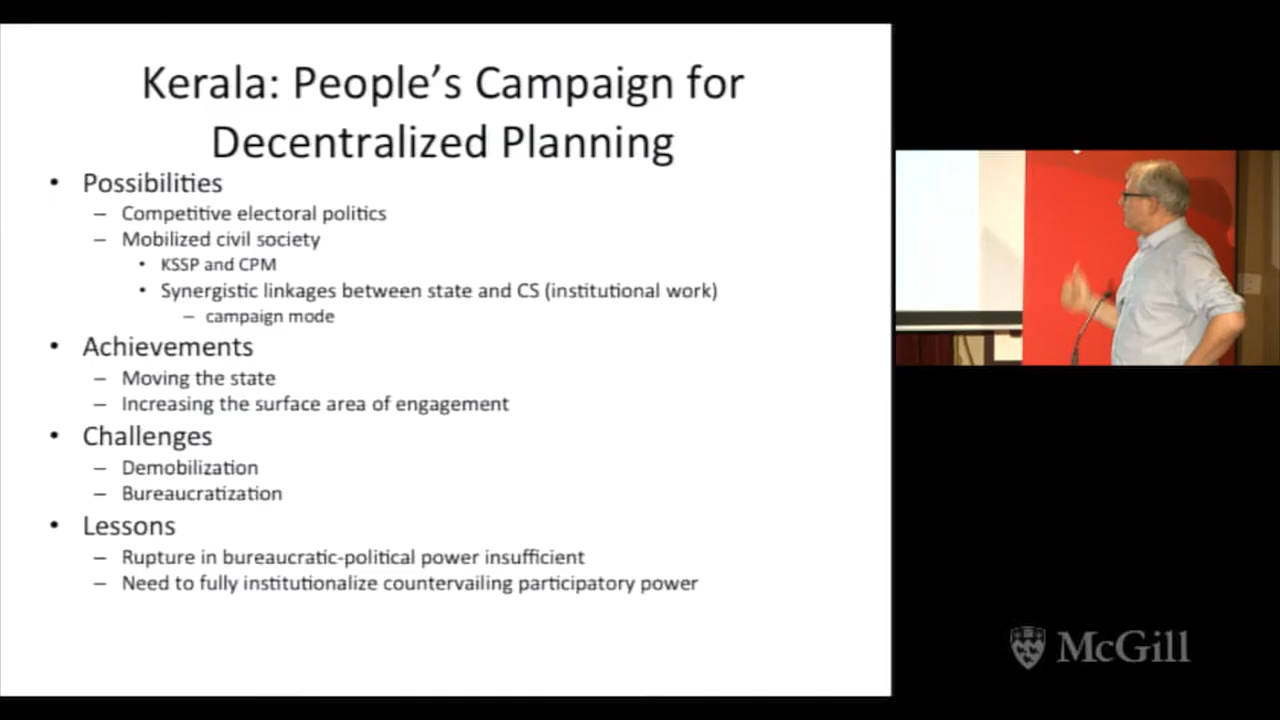 Kerala: People's Campaign for
Decentralized Planning
• Possibilities
– Competitive electoral politics
– Mobilized civil society
• KSSP and CPM
• Synergistic linkages between state and CS (institutional work)
– campaign mode
• Achievements
– Moving the state
– Increasing the surface area of engagement
• Challenges
– Demobilization
– Bureaucratization
• Lessons
– Rupture in bureaucratic-political power insufficient
– Need to fully institutionalize countervailing participatory power
McGill